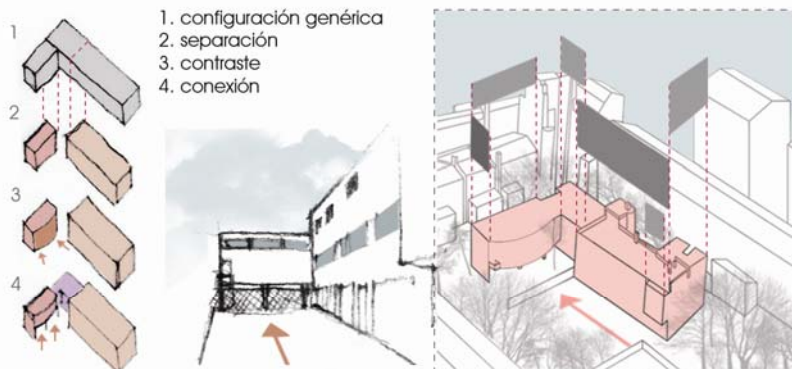 1
2
3
4
1. configuración genérica
2. separación
3. contraste
4. conexión